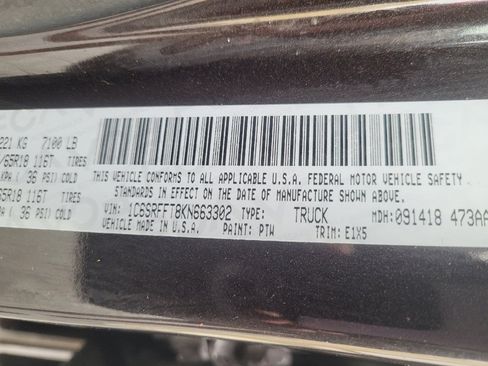 221 KG 7100 LB
/65R18 116T TIRES
KPA ( 36 PSI) COLD
65R18 116T TIRES
PA ( 36 PSI) COLD
THIS VEHICLE CONFORMS TO ALL APPLICABLE U.S.A. FEDERAL MOTOR VEHICLE SAFETY
STANDARDS IN EFFECT ON THE DATE OF MANUFACTURE SHOWN ABOVE.
VIN: 1C6SRFFT8KN663302 TYPE: TRUCK MDH: 091418 473AA
VEHICLE MADE IN U.S.A. PAINT: PTW TRIM: E1X5